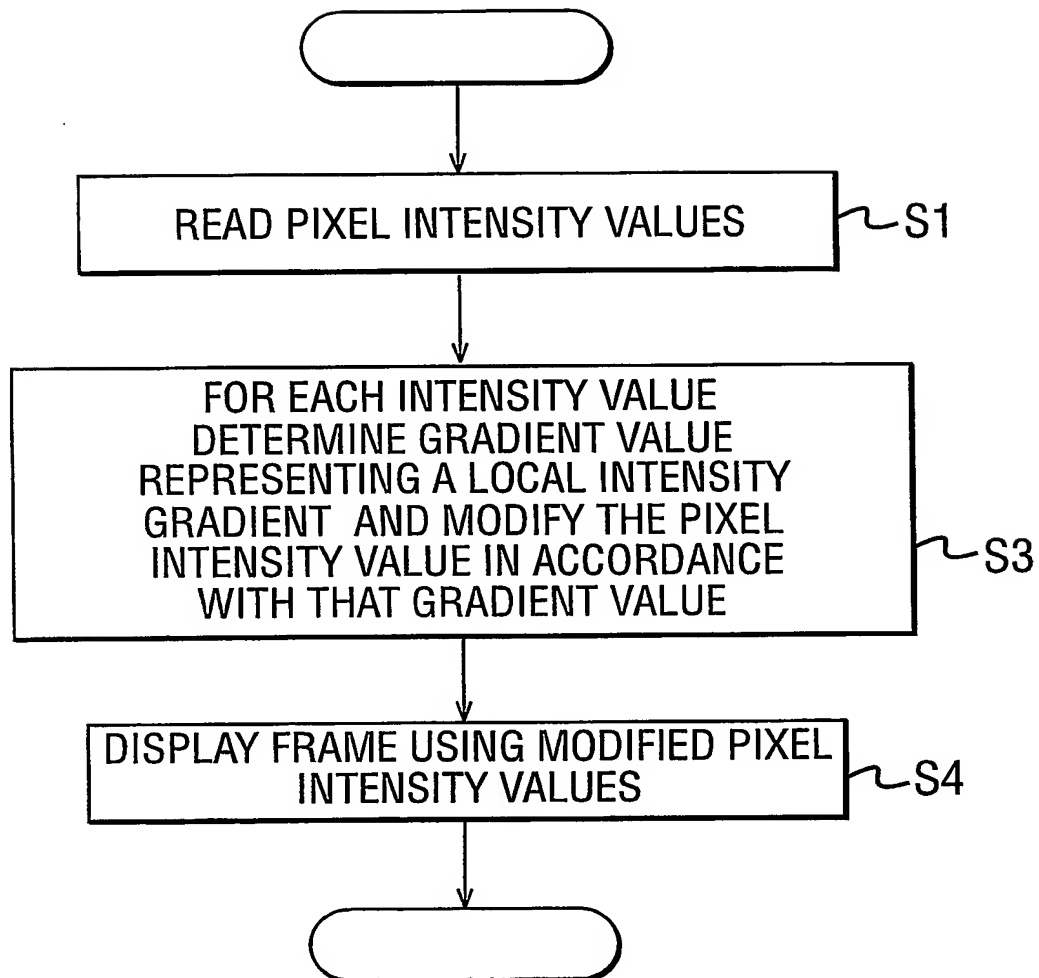 READ PIXEL INTENSITY VALUES
S1
FOR EACH INTENSITY VALUE
DETERMINE GRADIENT VALUE
REPRESENTING A LOCAL INTENSITY
GRADIENT AND MODIFY THE PIXEL
INTENSITY VALUE IN ACCORDANCE
WITH THAT GRADIENT VALUE
S3
DISPLAY FRAME USING MODIFIED PIXEL
INTENSITY VALUES
S4